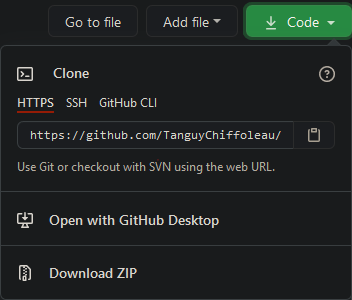 Go to file Add file Code
Clone
HTTPS SSH GitHub CLI
https://github.com/TanguyChiffoleau/
Use Git or checkout with SVN using the web URL.
Open with GitHub Desktop
Download ZIP